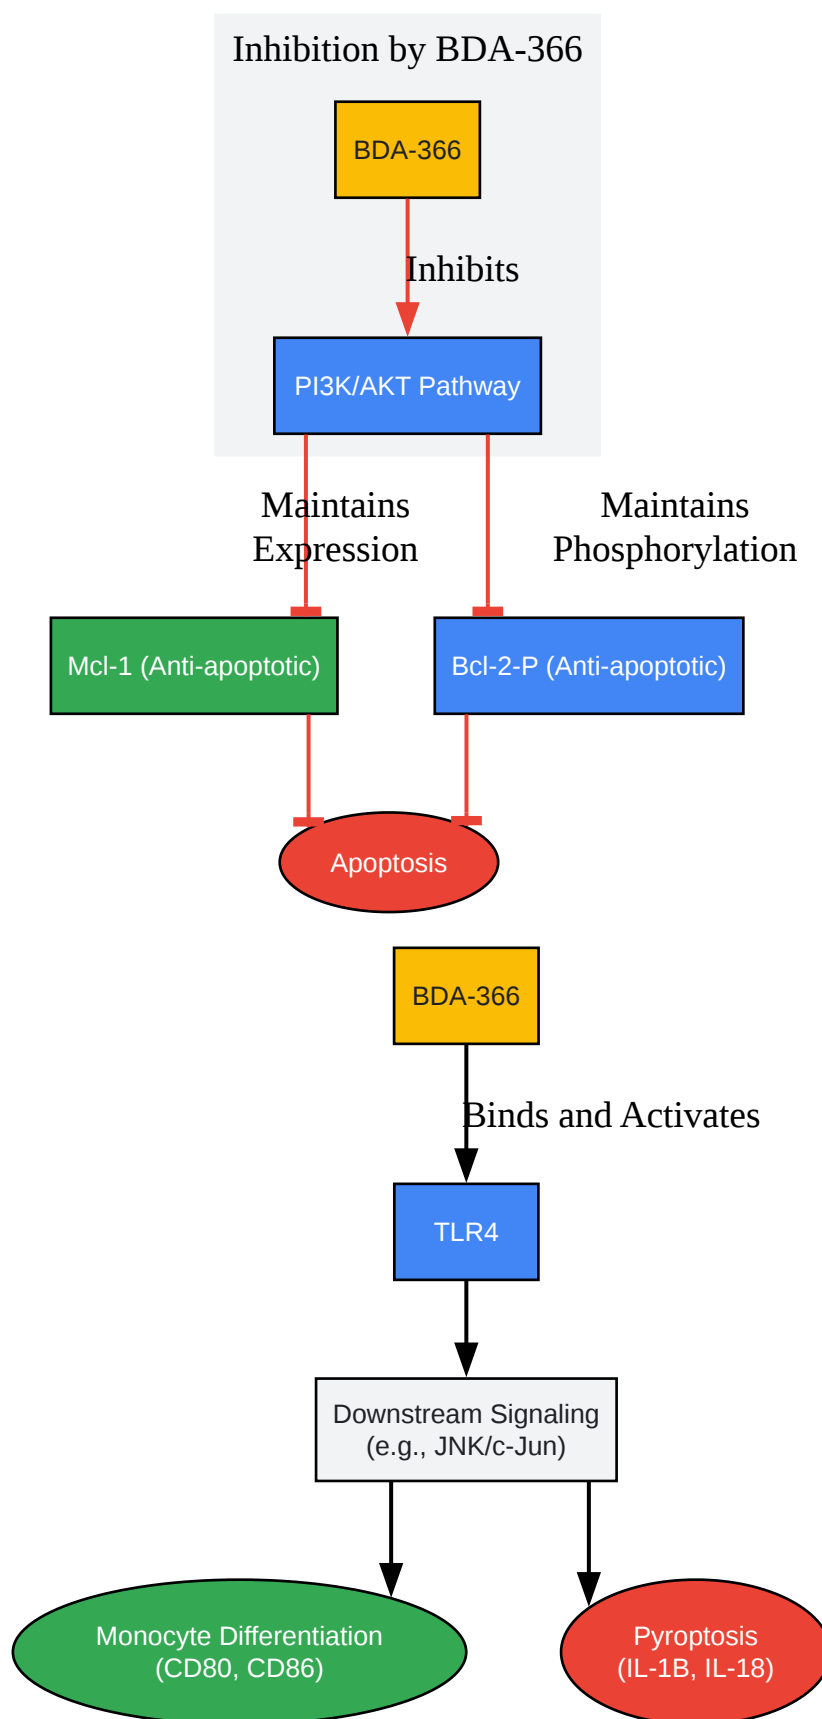 Inhibition by BDA-366
BDA-366
Inhibits
PI3K/AKT Pathway
Maintains
Expression
Maintains
Phosphorylation
Mcl-1 (Anti-apoptotic)
Bcl-2-P (Anti-apoptotic)
Apoptosis
BDA-366
Binds and Activates
TLR4
Downstream Signaling
(e.g., JNK/c-Jun)
Monocyte Differentiation
(CD80, CD86)
Pyroptosis
(IL-1B, IL-18)